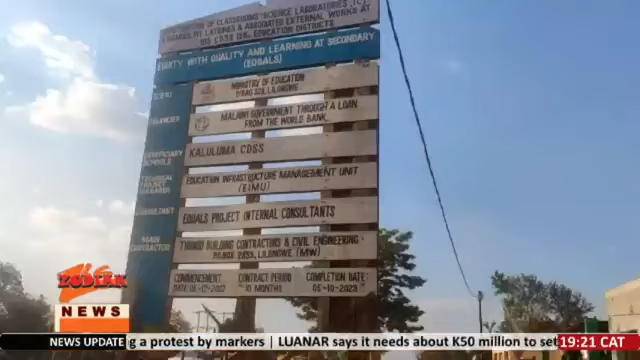 OF CLASSROOMS SCIENCE LABORATORIES, ICT
LATRINES & ASSOCIATED EXTERNAL WORKS AT
EDUCATION DISTRICTS
EQUITY WITH QUALITY AND LEARNING AT SECONDARY
(EQUALS)
MINISTRY OF EDUCATION
LILONGWE
MALAWI GOVERNMENT THROUGH A LOAN
FROM THE WORLD BANK
BENEFICIARY
SCHOOLS
KALULUMA CDSS
TECHNICAL
PROJECT
MANAGER
EDUCATION INFRASTRUCTURE MANAGEMENT UNIT
(EIMU)
CONSULTANT
EQUALS PROJECT INTERNAL CONSULTANTS
MAIN
CONTRACTOR
BUILDING CONTRACTORS & CIVIL ENGINEERING
LILONGWE (MW)
COMMENCEMENT CONTRACT PERIOD COMPLETION DATE:
10 MONTHS 05-10-2023
ZODIAK
NEWS
NEWS UPDATE g a protest by markers | LUANAR says it needs about K50 million to set 19:21 CAT